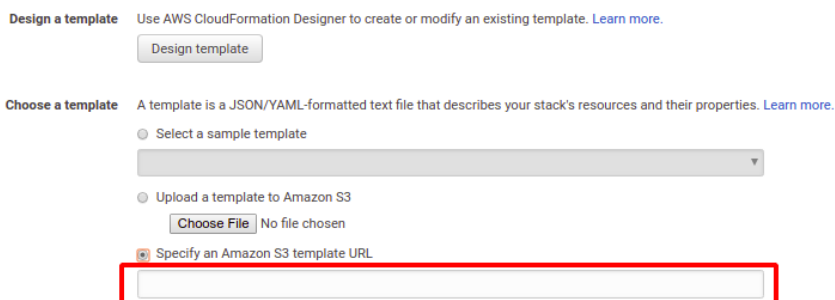 Design a template Use AWS CloudFormation Designer to create or modify an existing template. Learn more.
Design template
Choose a template A template is a JSON/YAML-formatted text file that describes your stack's resources and their properties. Learn more.
Select a sample template
Upload a template to Amazon S3
Choose File No file chosen
Specify an Amazon S3 template URL